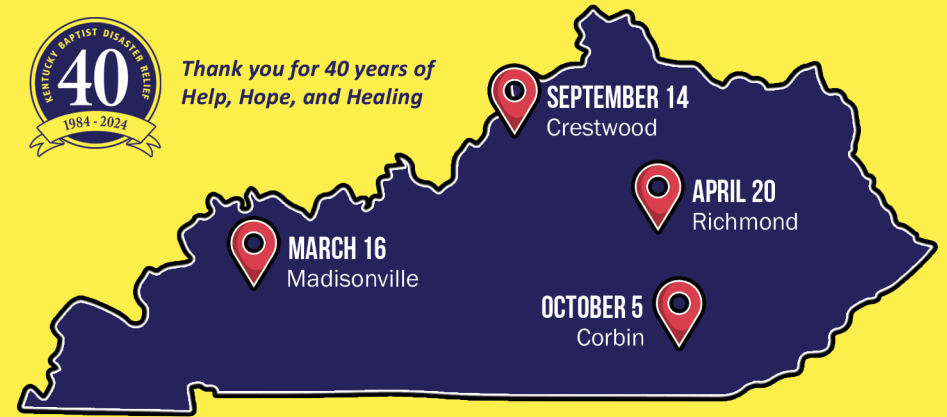 KENTUCKY BAPTIST DISASTER RELIEF
40
1984 - 2024
Thank you for 40 years of
Help, Hope, and Healing
SEPTEMBER 14
Crestwood
APRIL 20
Richmond
MARCH 16
Madisonville
OCTOBER 5
Corbin